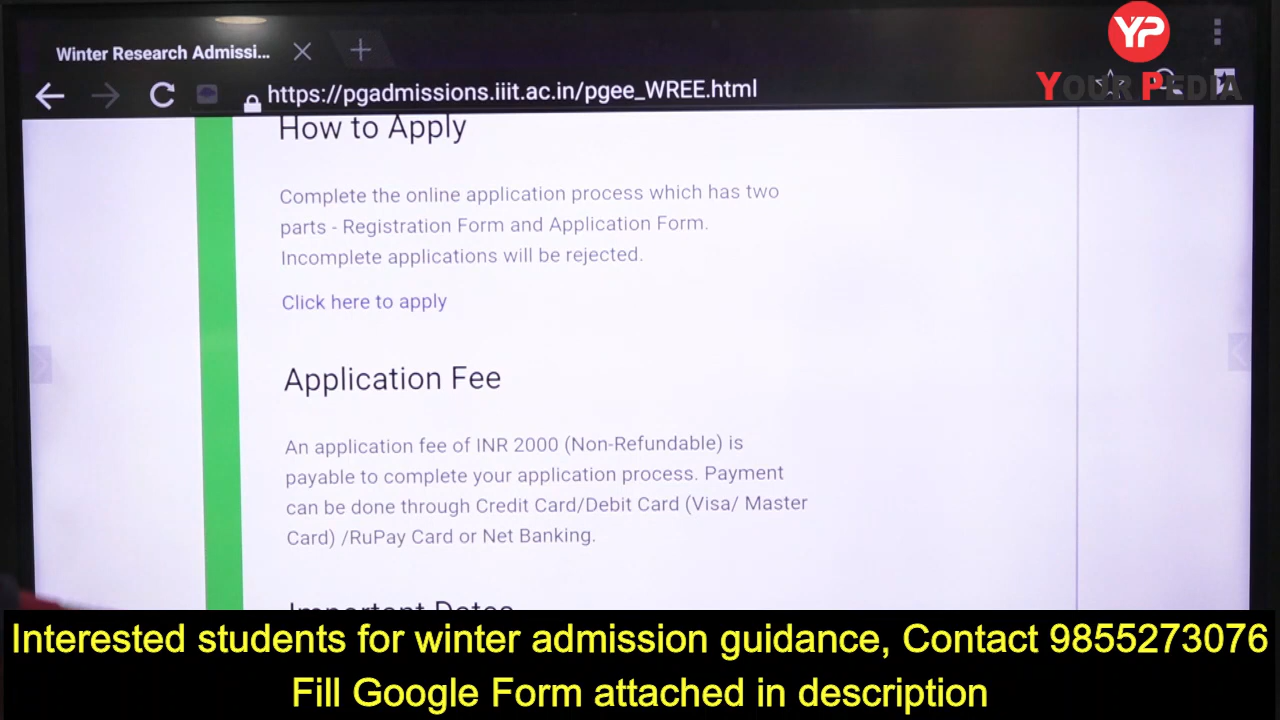 Winter Research Admissi...
YP
YOUR PEDIA
https://pgadmissions.iiit.ac.in/pgee_WREE.html
How to Apply
Complete the online application process which has two
parts - Registration Form and Application Form.
Incomplete applications will be rejected.
Click here to apply
Application Fee
An application fee of INR 2000 (Non-Refundable) is
payable to complete your application process. Payment
can be done through Credit Card/Debit Card (Visa/ Master
Card) /RuPay Card or Net Banking.
Important Dates
Interested students for winter admission guidance, Contact 9855273076
Fill Google Form attached in description